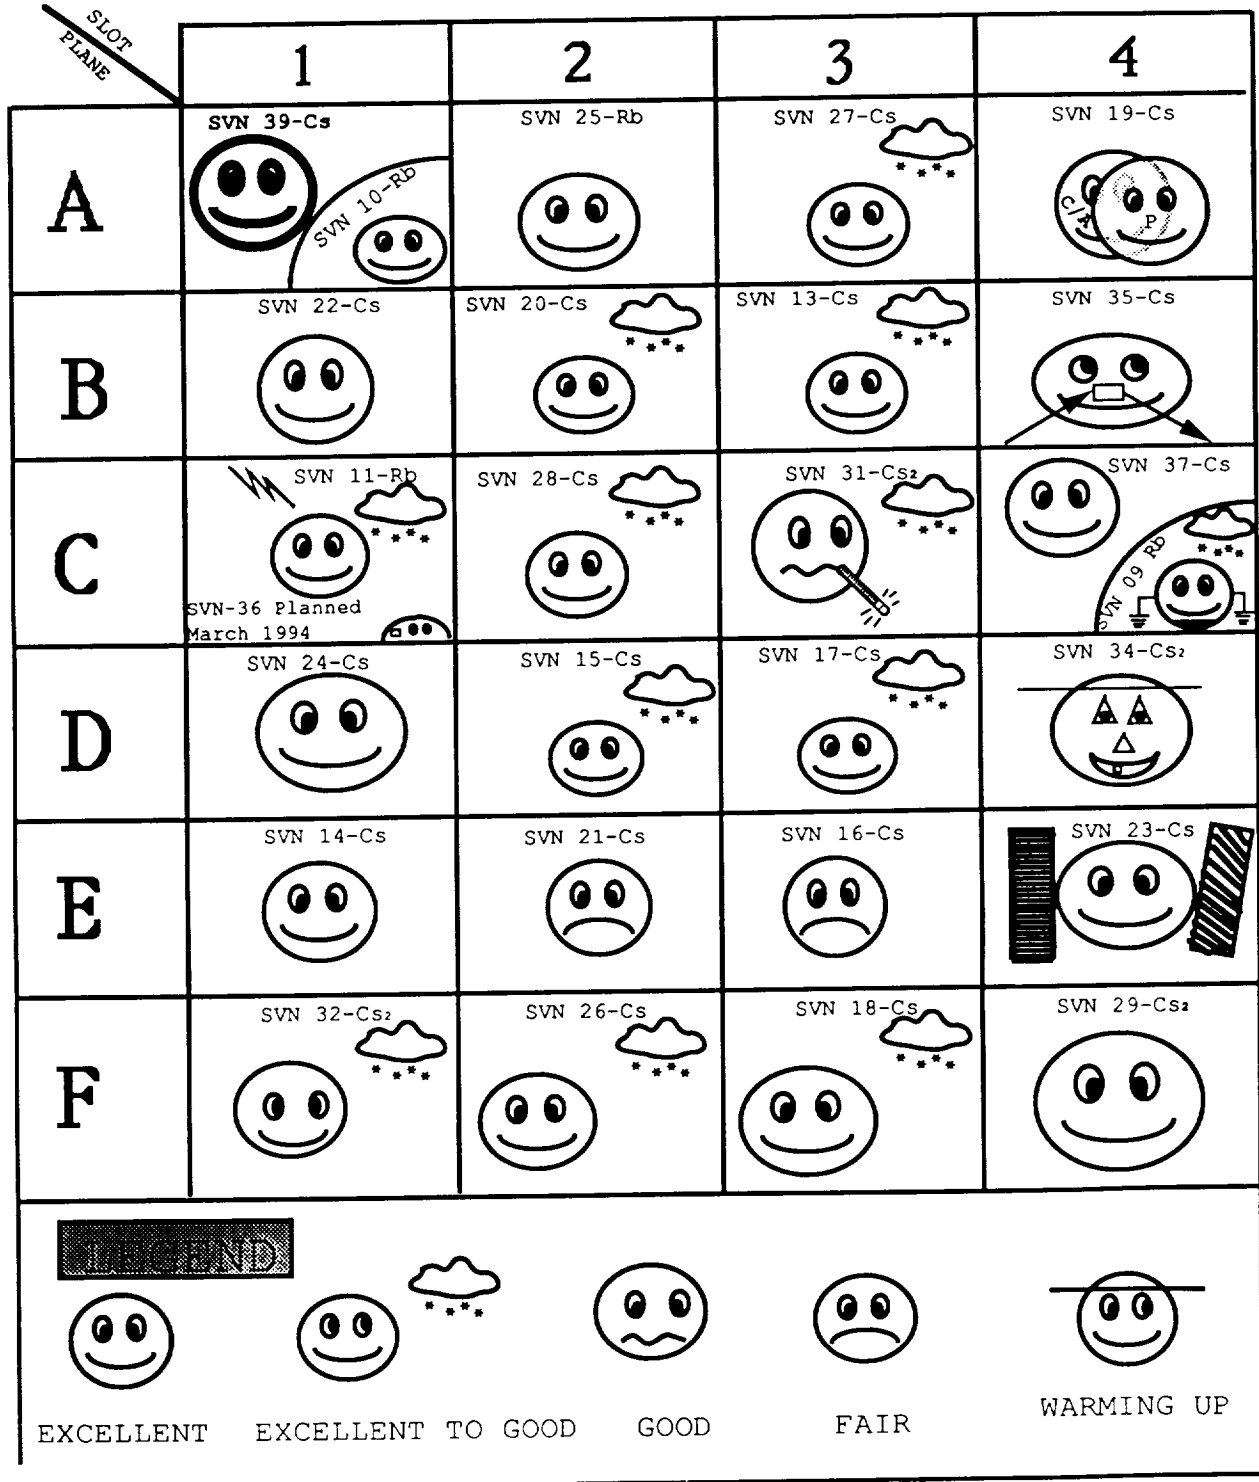 SLOT
PLANE
1 2 3 4
A
SVN 39-Cs
SVN 10-Rb
SVN 25-Rb
SVN 27-Cs
SVN 19-Cs
C/A
P
B
SVN 22-Cs
SVN 20-Cs
SVN 13-Cs
SVN 35-Cs
C
SVN 11-Rb
SVN-36 Planned
March 1994
SVN 28-Cs
SVN 31-Cs₂
SVN 37-Cs
SVN 09 Rb
D
SVN 24-Cs
SVN 15-Cs
SVN 17-Cs
SVN 34-Cs₂
E
SVN 14-Cs
SVN 21-Cs
SVN 16-Cs
SVN 23-Cs
F
SVN 32-Cs₂
SVN 26-Cs
SVN 18-Cs
SVN 29-Cs₂
LEGEND
EXCELLENT
EXCELLENT TO GOOD
GOOD
FAIR
WARMING UP